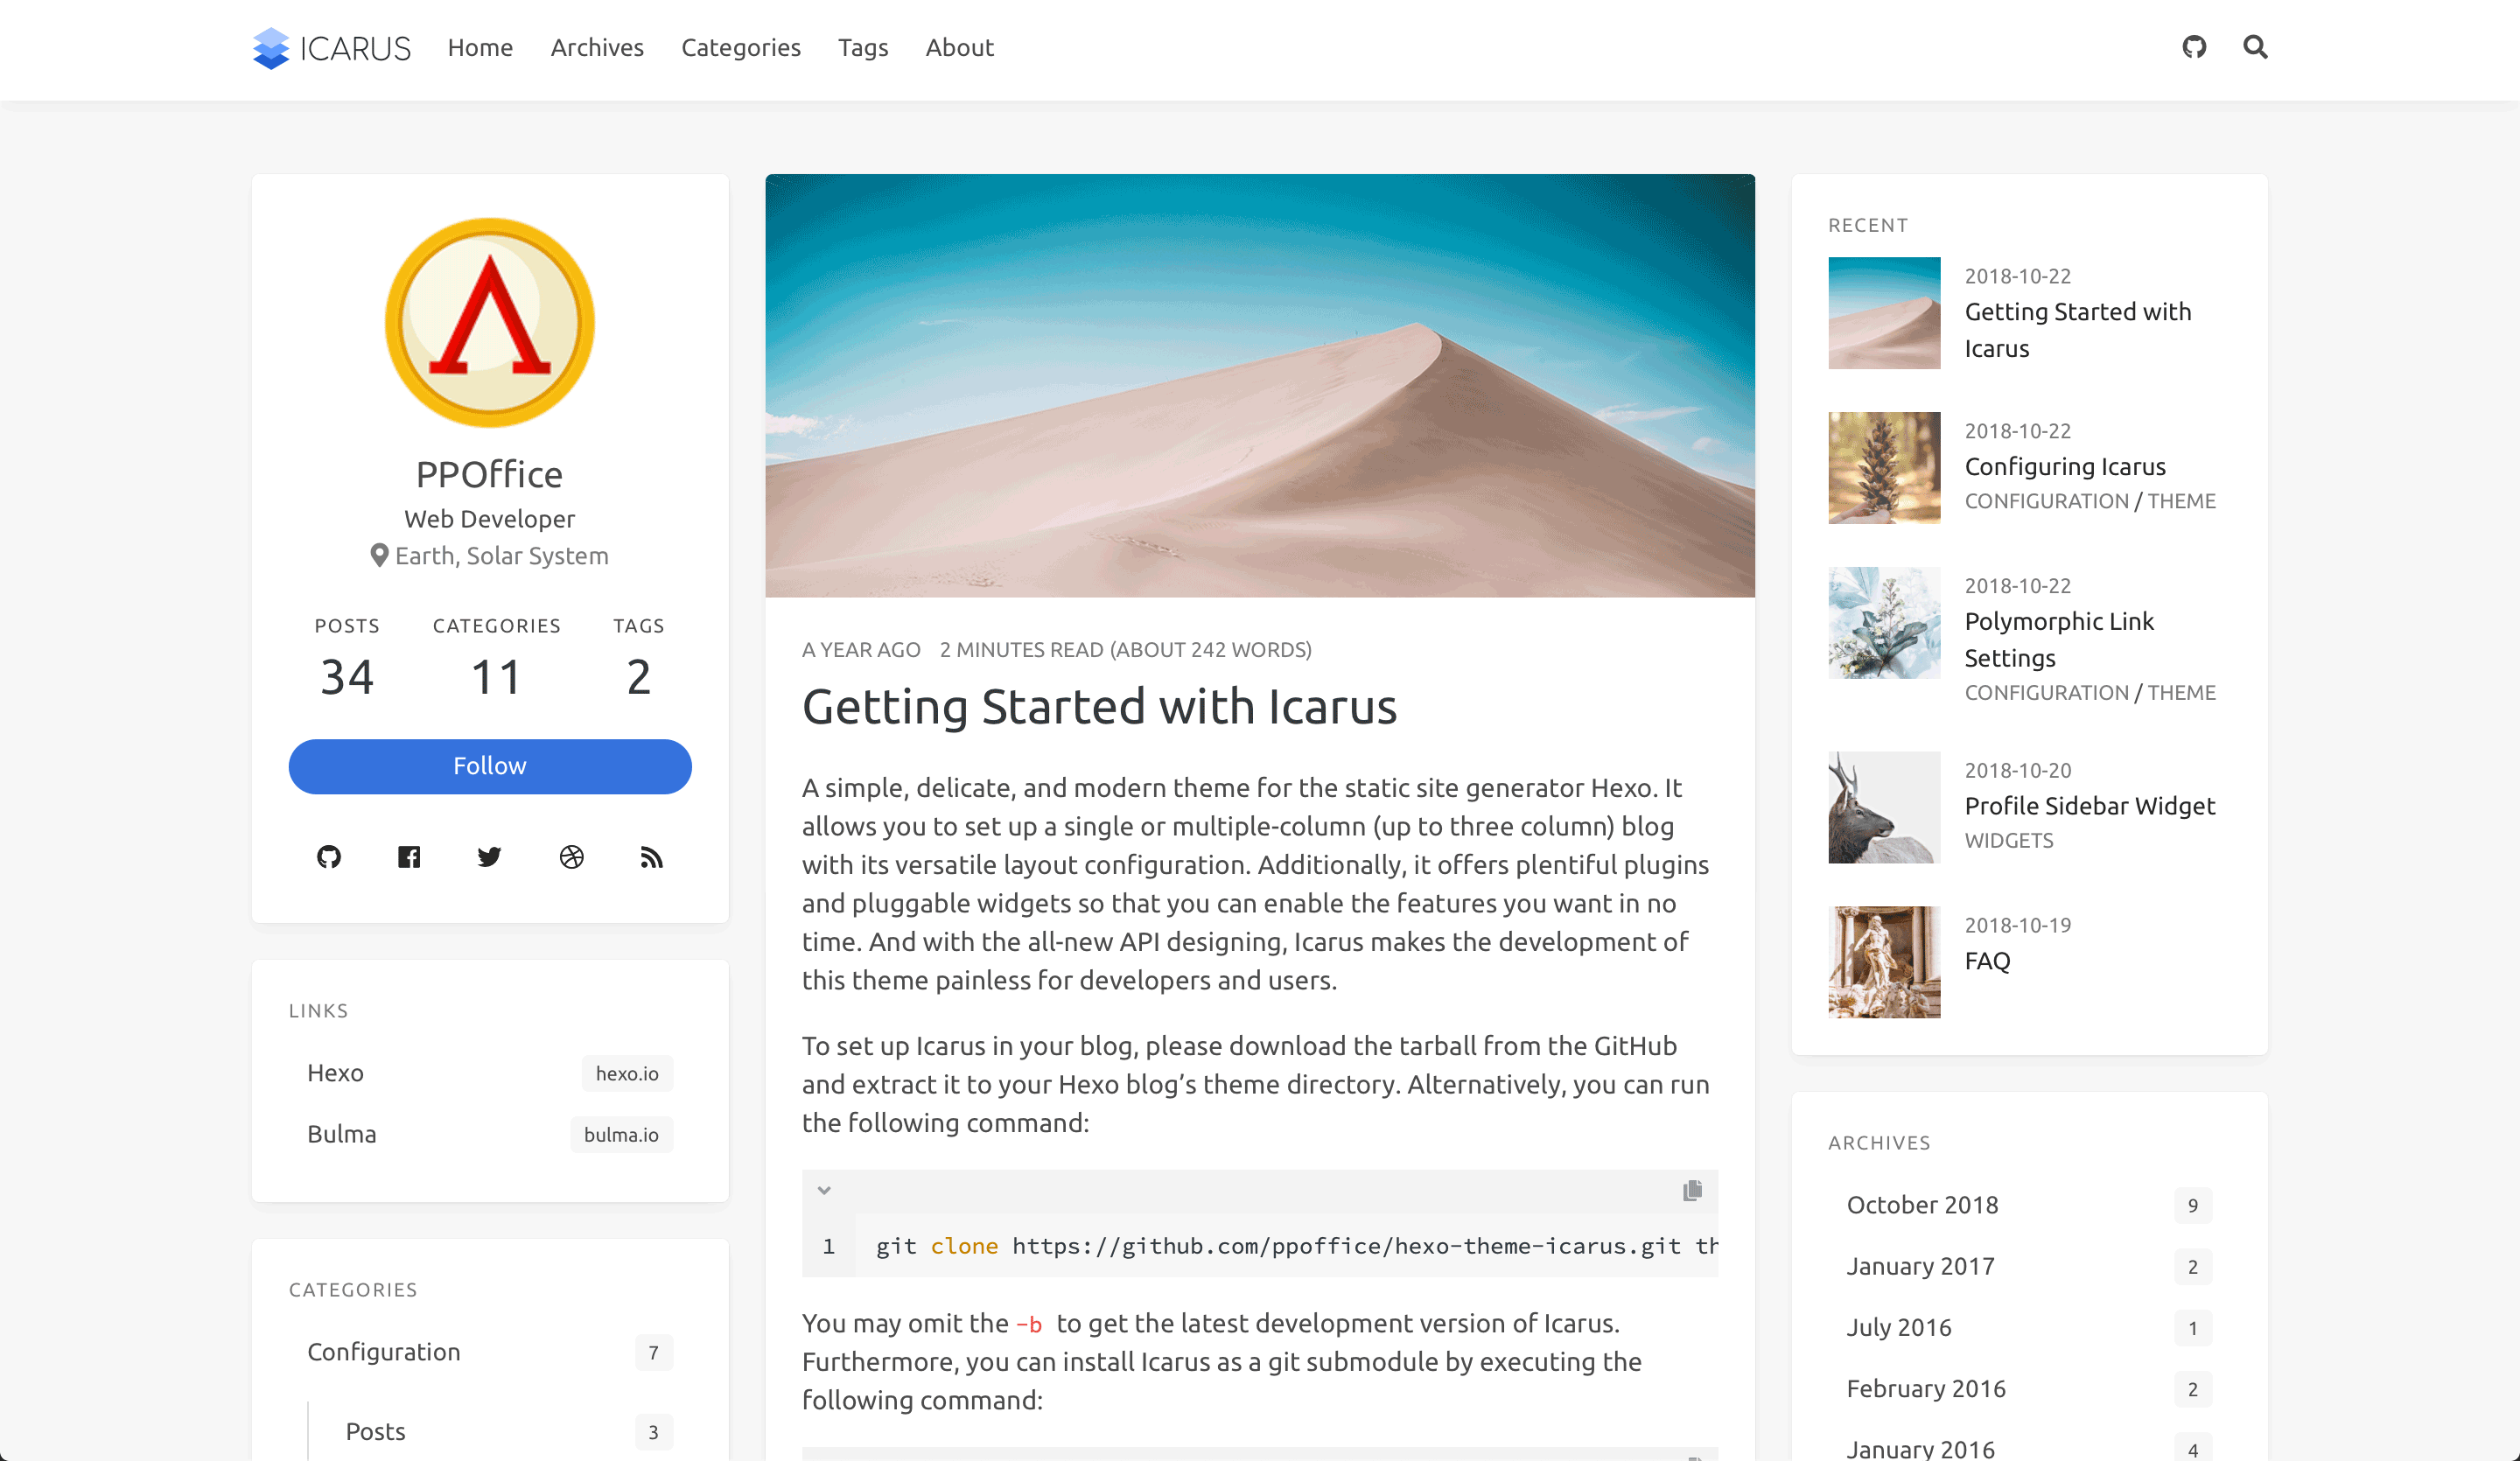 ICARUS Home Archives Categories Tags About
PPOffice
Web Developer
Earth, Solar System
POSTS CATEGORIES TAGS
34 11 2
Follow
LINKS
Hexo hexo.io
Bulma bulma.io
CATEGORIES
Configuration 7
Posts 3
A YEAR AGO 2 MINUTES READ (ABOUT 242 WORDS)
Getting Started with Icarus
A simple, delicate, and modern theme for the static site generator Hexo. It
allows you to set up a single or multiple-column (up to three column) blog
with its versatile layout configuration. Additionally, it offers plentiful plugins
and pluggable widgets so that you can enable the features you want in no
time. And with the all-new API designing, Icarus makes the development of
this theme painless for developers and users.
To set up Icarus in your blog, please download the tarball from the GitHub
and extract it to your Hexo blog’s theme directory. Alternatively, you can run
the following command:
1 git clone https://github.com/ppoffice/hexo-theme-icarus.git th
You may omit the -b to get the latest development version of Icarus.
Furthermore, you can install Icarus as a git submodule by executing the
following command:
RECENT
2018-10-22
Getting Started with
Icarus
2018-10-22
Configuring Icarus
CONFIGURATION / THEME
2018-10-22
Polymorphic Link
Settings
CONFIGURATION / THEME
2018-10-20
Profile Sidebar Widget
WIDGETS
2018-10-19
FAQ
ARCHIVES
October 2018 9
January 2017 2
July 2016 1
February 2016 2
January 2016 4